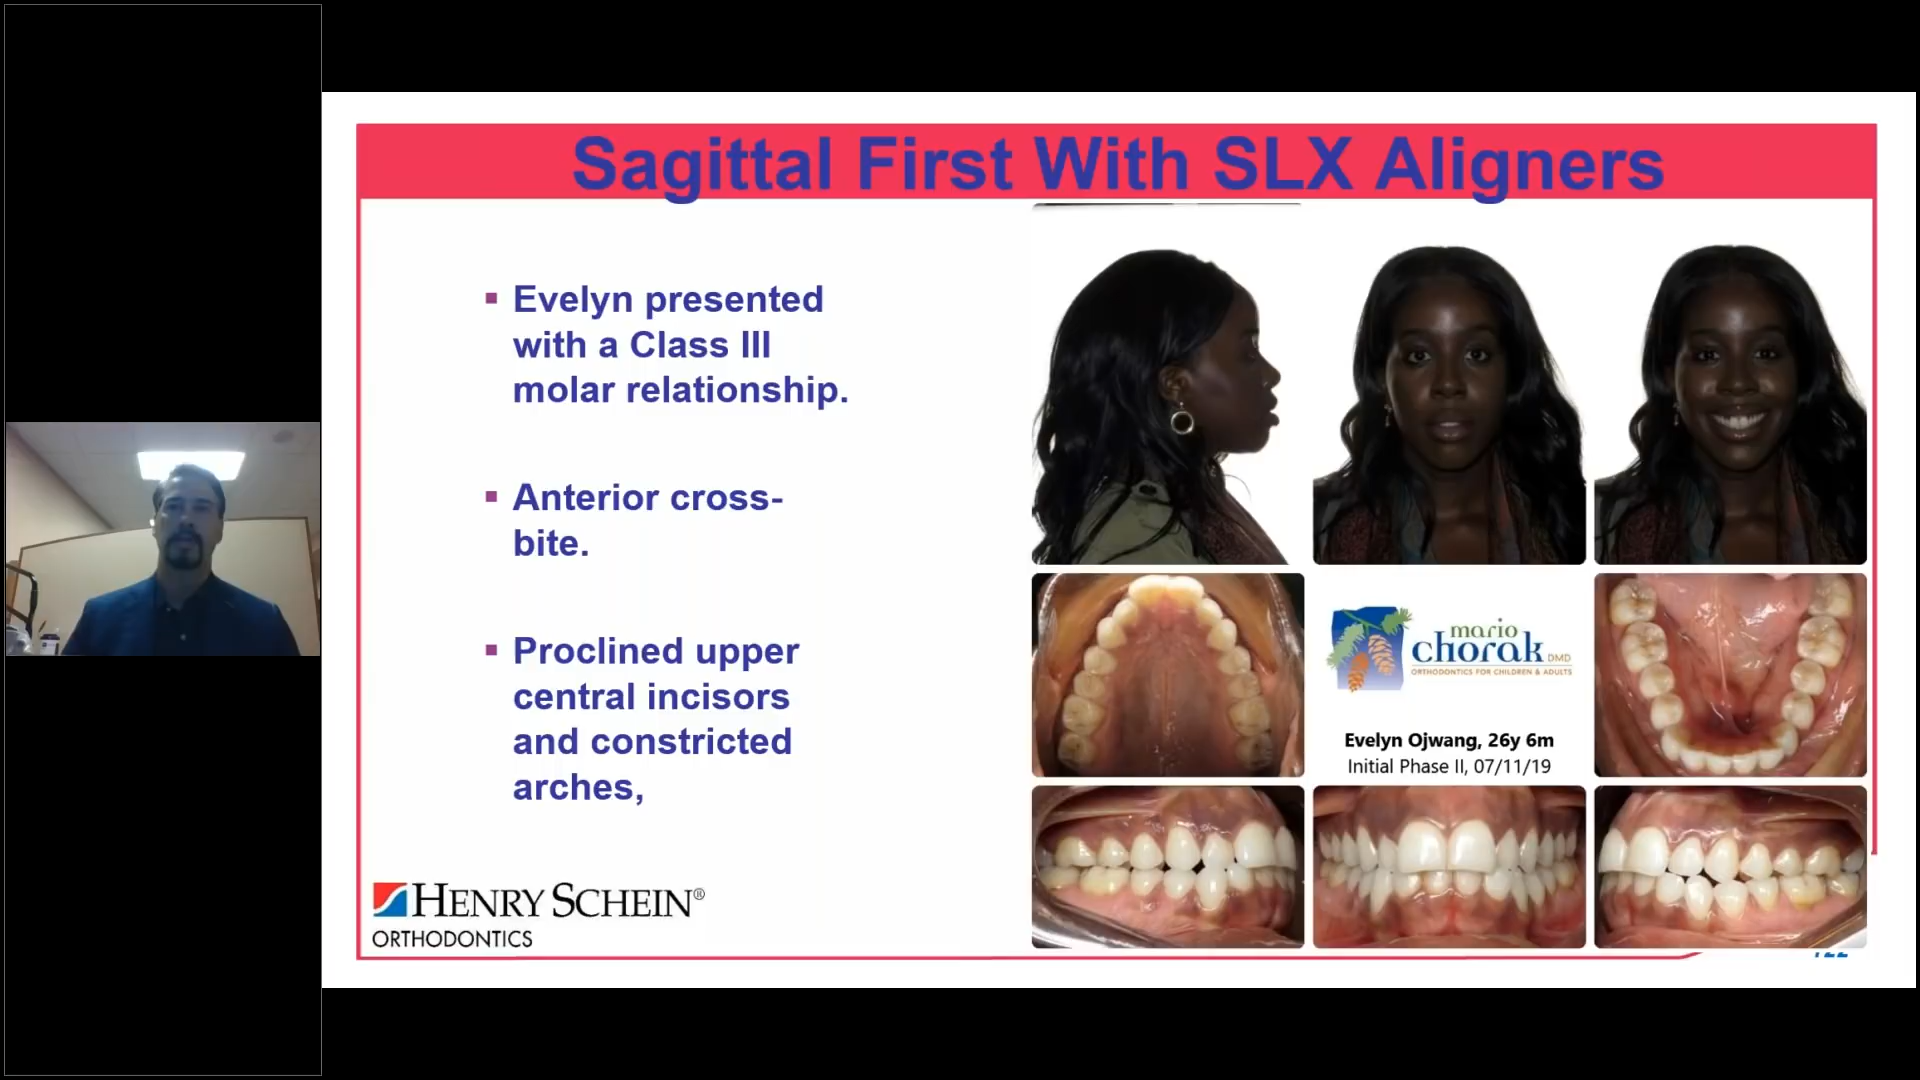 Sagittal First With SLX Aligners
▪ Evelyn presented
with a Class III
molar relationship.
▪ Anterior cross-
bite.
▪ Proclined upper
central incisors
and constricted
arches,
mario
chorak DMD
ORTHODONTICS FOR CHILDREN & ADULTS
Evelyn Ojwang, 26y 6m
Initial Phase II, 07/11/19
HENRY SCHEIN®
ORTHODONTICS